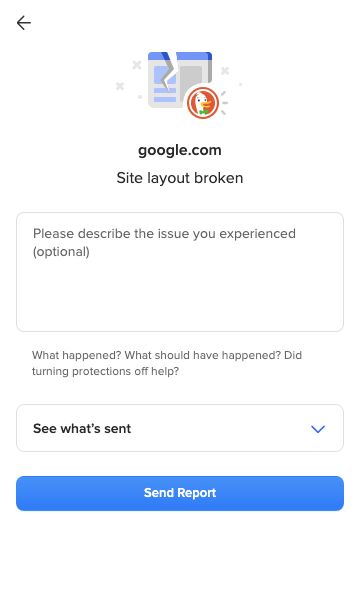 google.com
Site layout broken
Please describe the issue you experienced
(optional)
What happened? What should have happened? Did
turning protections off help?
See what's sent
Send Report